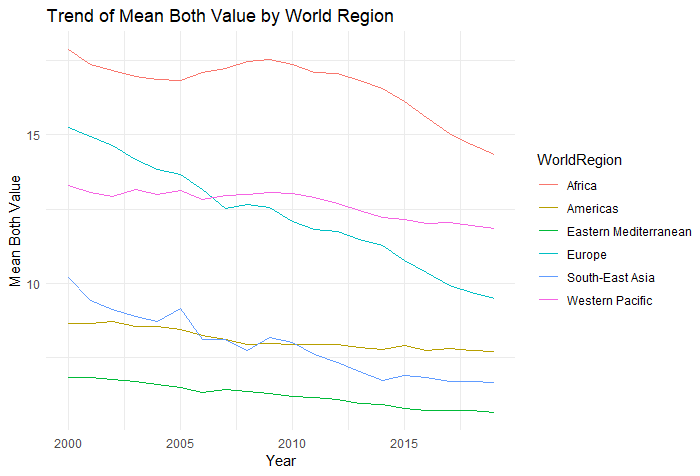 Trend of Mean Both Value by World Region
15
10
Mean Both Value
2000 2005 2010 2015
Year
WorldRegion
Africa
Americas
Eastern Mediterranean
Europe
South-East Asia
Western Pacific